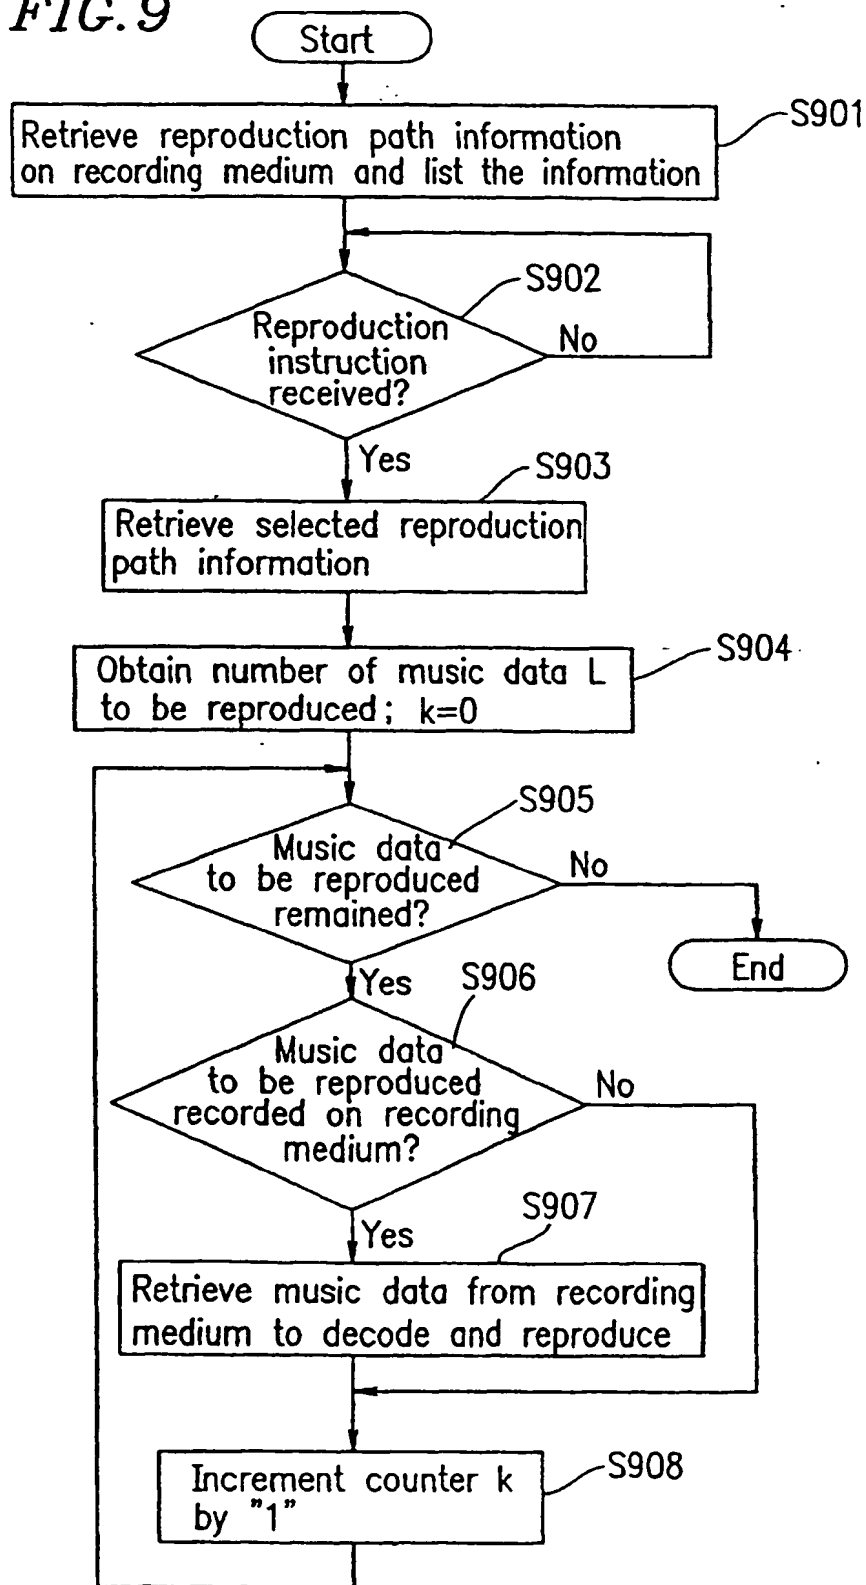 FIG. 9
Start
S901
Retrieve reproduction path information
on recording medium and list the information
S902
Reproduction
instruction
received?
No
Yes
S903
Retrieve selected reproduction
path information
S904
Obtain number of music data L
to be reproduced; k=0
S905
Music data
to be reproduced
remained?
No
End
Yes
S906
Music data
to be reproduced
recorded on recording
medium?
No
Yes
S907
Retrieve music data from recording
medium to decode and reproduce
S908
Increment counter k
by "1"